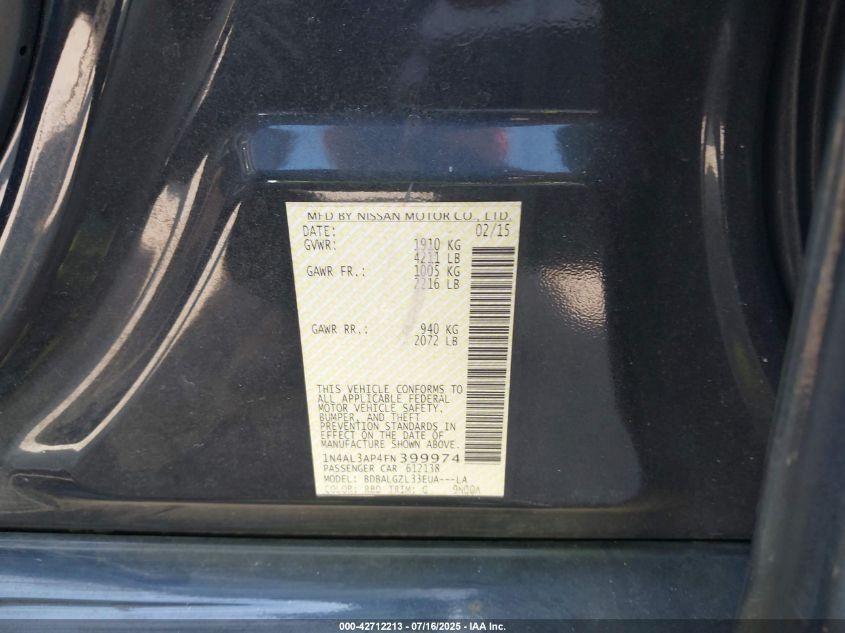 MFD BY NISSAN MOTOR CO., LTD.
DATE: 02/15
GVWR: 1910 KG
4211 LB
GAWR FR.: 1005 KG
2216 LB
GAWR RR.: 940 KG
2072 LB
THIS VEHICLE CONFORMS TO
ALL APPLICABLE FEDERAL
MOTOR VEHICLE SAFETY,
BUMPER, AND THEFT
PREVENTION STANDARDS IN
EFFECT ON THE DATE OF
MANUFACTURE SHOWN ABOVE.
1N4AL3AP4FN399974
PASSENGER CAR 612138
MODEL: BDBALGZL33EUA---LA
COLOR: RBD TRIM: G
000-42712213 - 07/16/2025 - IAA Inc.